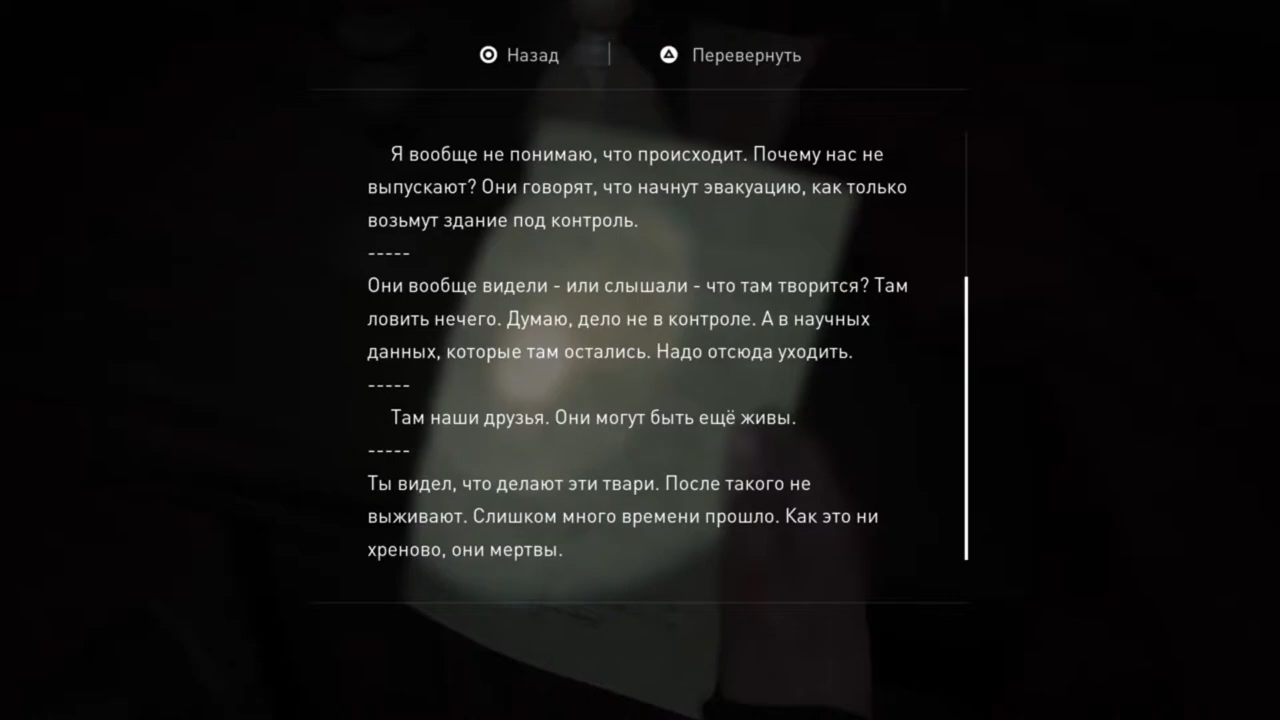 Назад
Перевернуть
Я вообще не понимаю, что происходит. Почему нас не
выпускают? Они говорят, что начнут эвакуацию, как только
возьмут здание под контроль.
-----
Они вообще видели - или слышали - что там творится? Там
ловить нечего. Думаю, дело не в контроле. А в научных
данных, которые там остались. Надо отсюда уходить.
-----
Там наши друзья. Они могут быть ещё живы.
-----
Ты видел, что делают эти твари. После такого не
выживают. Слишком много времени прошло. Как это ни
хреново, они мертвы.